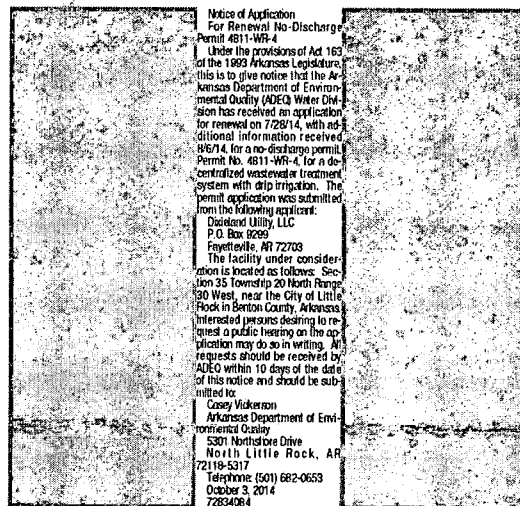 Notice of Application
For Renewal No-Discharge
Permit 4811-WR-4
Under the provisions of Act 163
of the 1993 Arkansas Legislature,
this is to give notice that the Ar-
kansas Department of Environ-
mental Quality (ADEQ) Water Divi-
sion has received an application
for renewal on 7/28/14, with ad-
ditional information received
8/6/14, for a no-discharge permit,
Permit No. 4811-WR-4, for a de-
centralized wastewater treatment
system with drip irrigation. The
permit application was submitted
from the following applicant:
Dixieland Utility, LLC
P.O. Box 9299
Fayetteville, AR 72703
The facility under consider-
ation is located as follows: Sec-
tion 35 Township 20 North Range
30 West, near the City of Little
Flock in Benton County, Arkansas.
Interested persons desiring to re-
quest a public hearing on the ap-
plication may do so in writing. All
requests should be received by
ADEQ within 10 days of the date
of this notice and should be sub-
mitted to:
Casey Vickerson
Arkansas Department of Envi-
ronmental Quality
5301 Northshore Drive
North Little Rock, AR
72118-5317
Telephone: (501) 682-0653
October 3, 2014
72834084